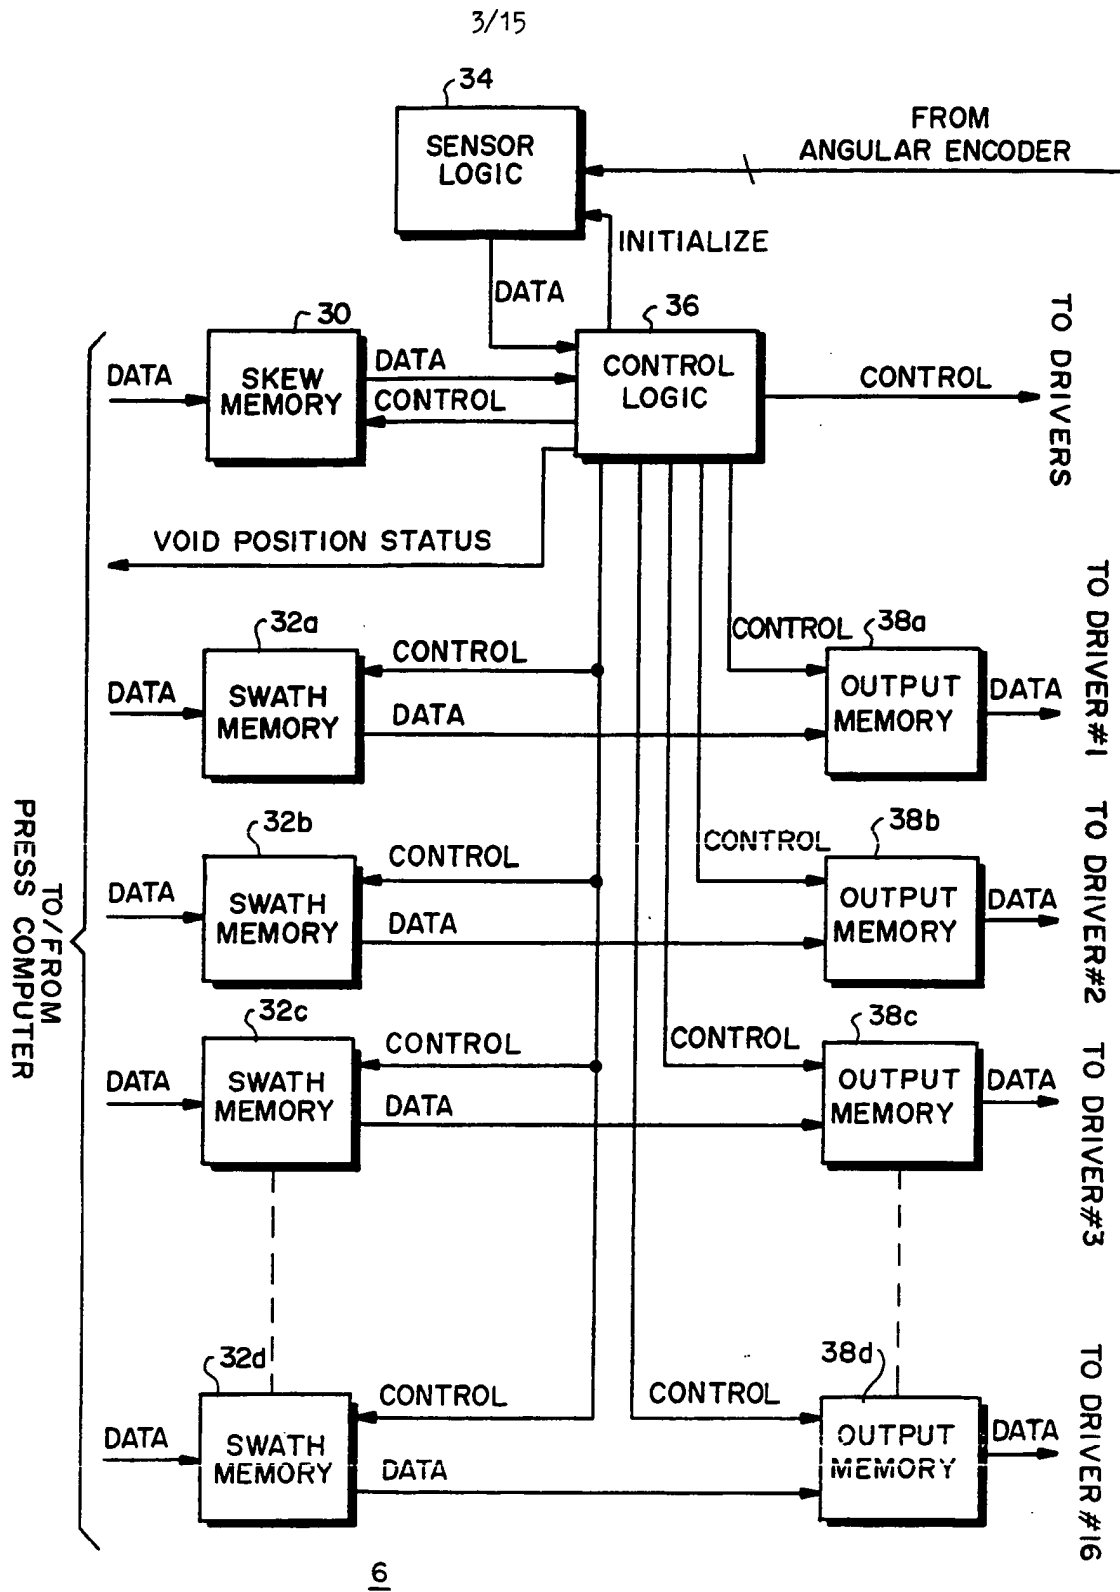 3/15
34
SENSOR
LOGIC
FROM
ANGULAR ENCODER
INITIALIZE
DATA
30
SKEW
MEMORY
DATA
DATA
CONTROL
36
CONTROL
LOGIC
CONTROL
TO DRIVERS
VOID POSITION STATUS
32a
SWATH
MEMORY
DATA
CONTROL
DATA
CONTROL
38a
OUTPUT
MEMORY
DATA
TO DRIVER#1
32b
SWATH
MEMORY
DATA
CONTROL
DATA
CONTROL
38b
OUTPUT
MEMORY
DATA
TO DRIVER#2
TO/FROM
PRESS COMPUTER
32c
SWATH
MEMORY
DATA
CONTROL
DATA
CONTROL
38c
OUTPUT
MEMORY
DATA
TO DRIVER#3
32d
SWATH
MEMORY
DATA
CONTROL
DATA
CONTROL
38d
OUTPUT
MEMORY
DATA
TO DRIVER #16
6